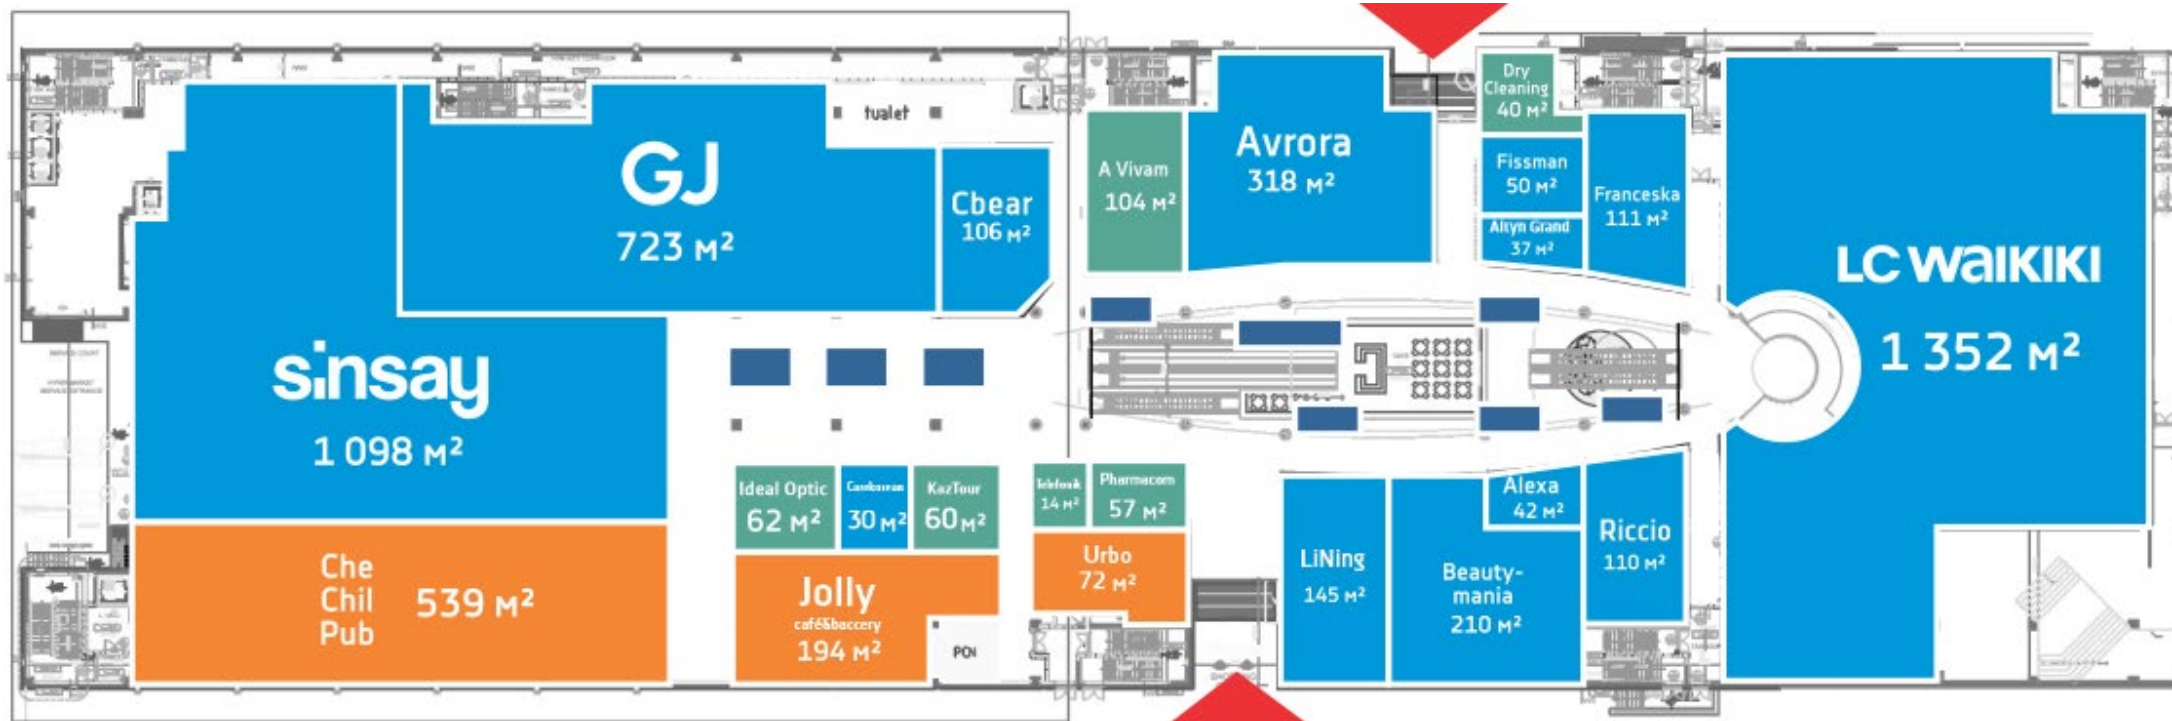 tualet
GJ
723 м²
Cbear
106 м²
A Vivam
104 м²
Avrora
318 м²
Dry
Cleaning
40 м²
Fissman
50 м²
Altyn Grand
37 м²
Franceska
111 м²
LC WAIKIKI
1 352 м²
sinsay
1 098 м²
Che
Chil
Pub
539 м²
Ideal Optic
62 м²
30 м²
KazTour
60 м²
Jolly
café&baccery
194 м²
14 м²
Pharmacom
57 м²
Urbo
72 м²
LiNing
145 м²
Beauty-
mania
210 м²
Alexa
42 м²
Riccio
110 м²